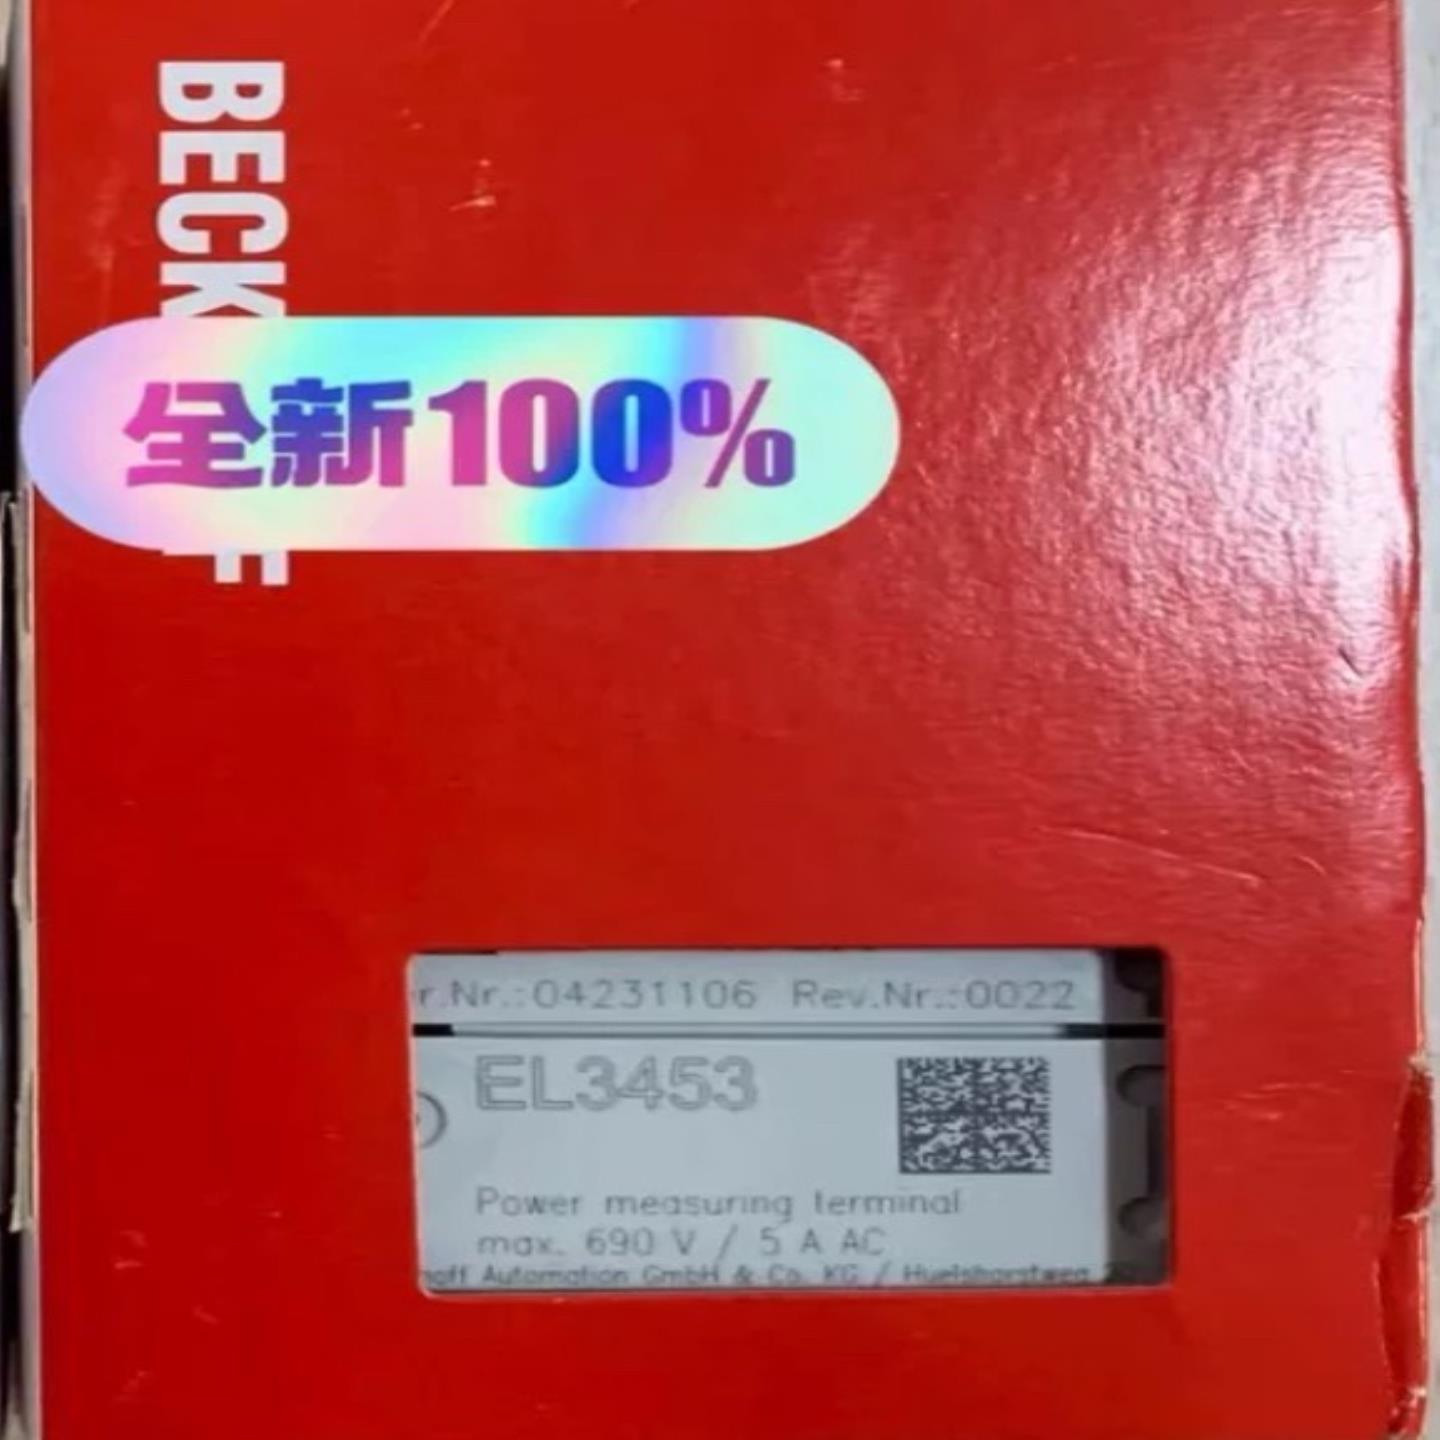 BECK
F
全新100%
r.Nr.:04231106 Rev.Nr.:0022
EL3453
Power measuring terminal
max. 690 V / 5 A AC
hoff Automation GmbH & Co. KG / Huelshorstweg